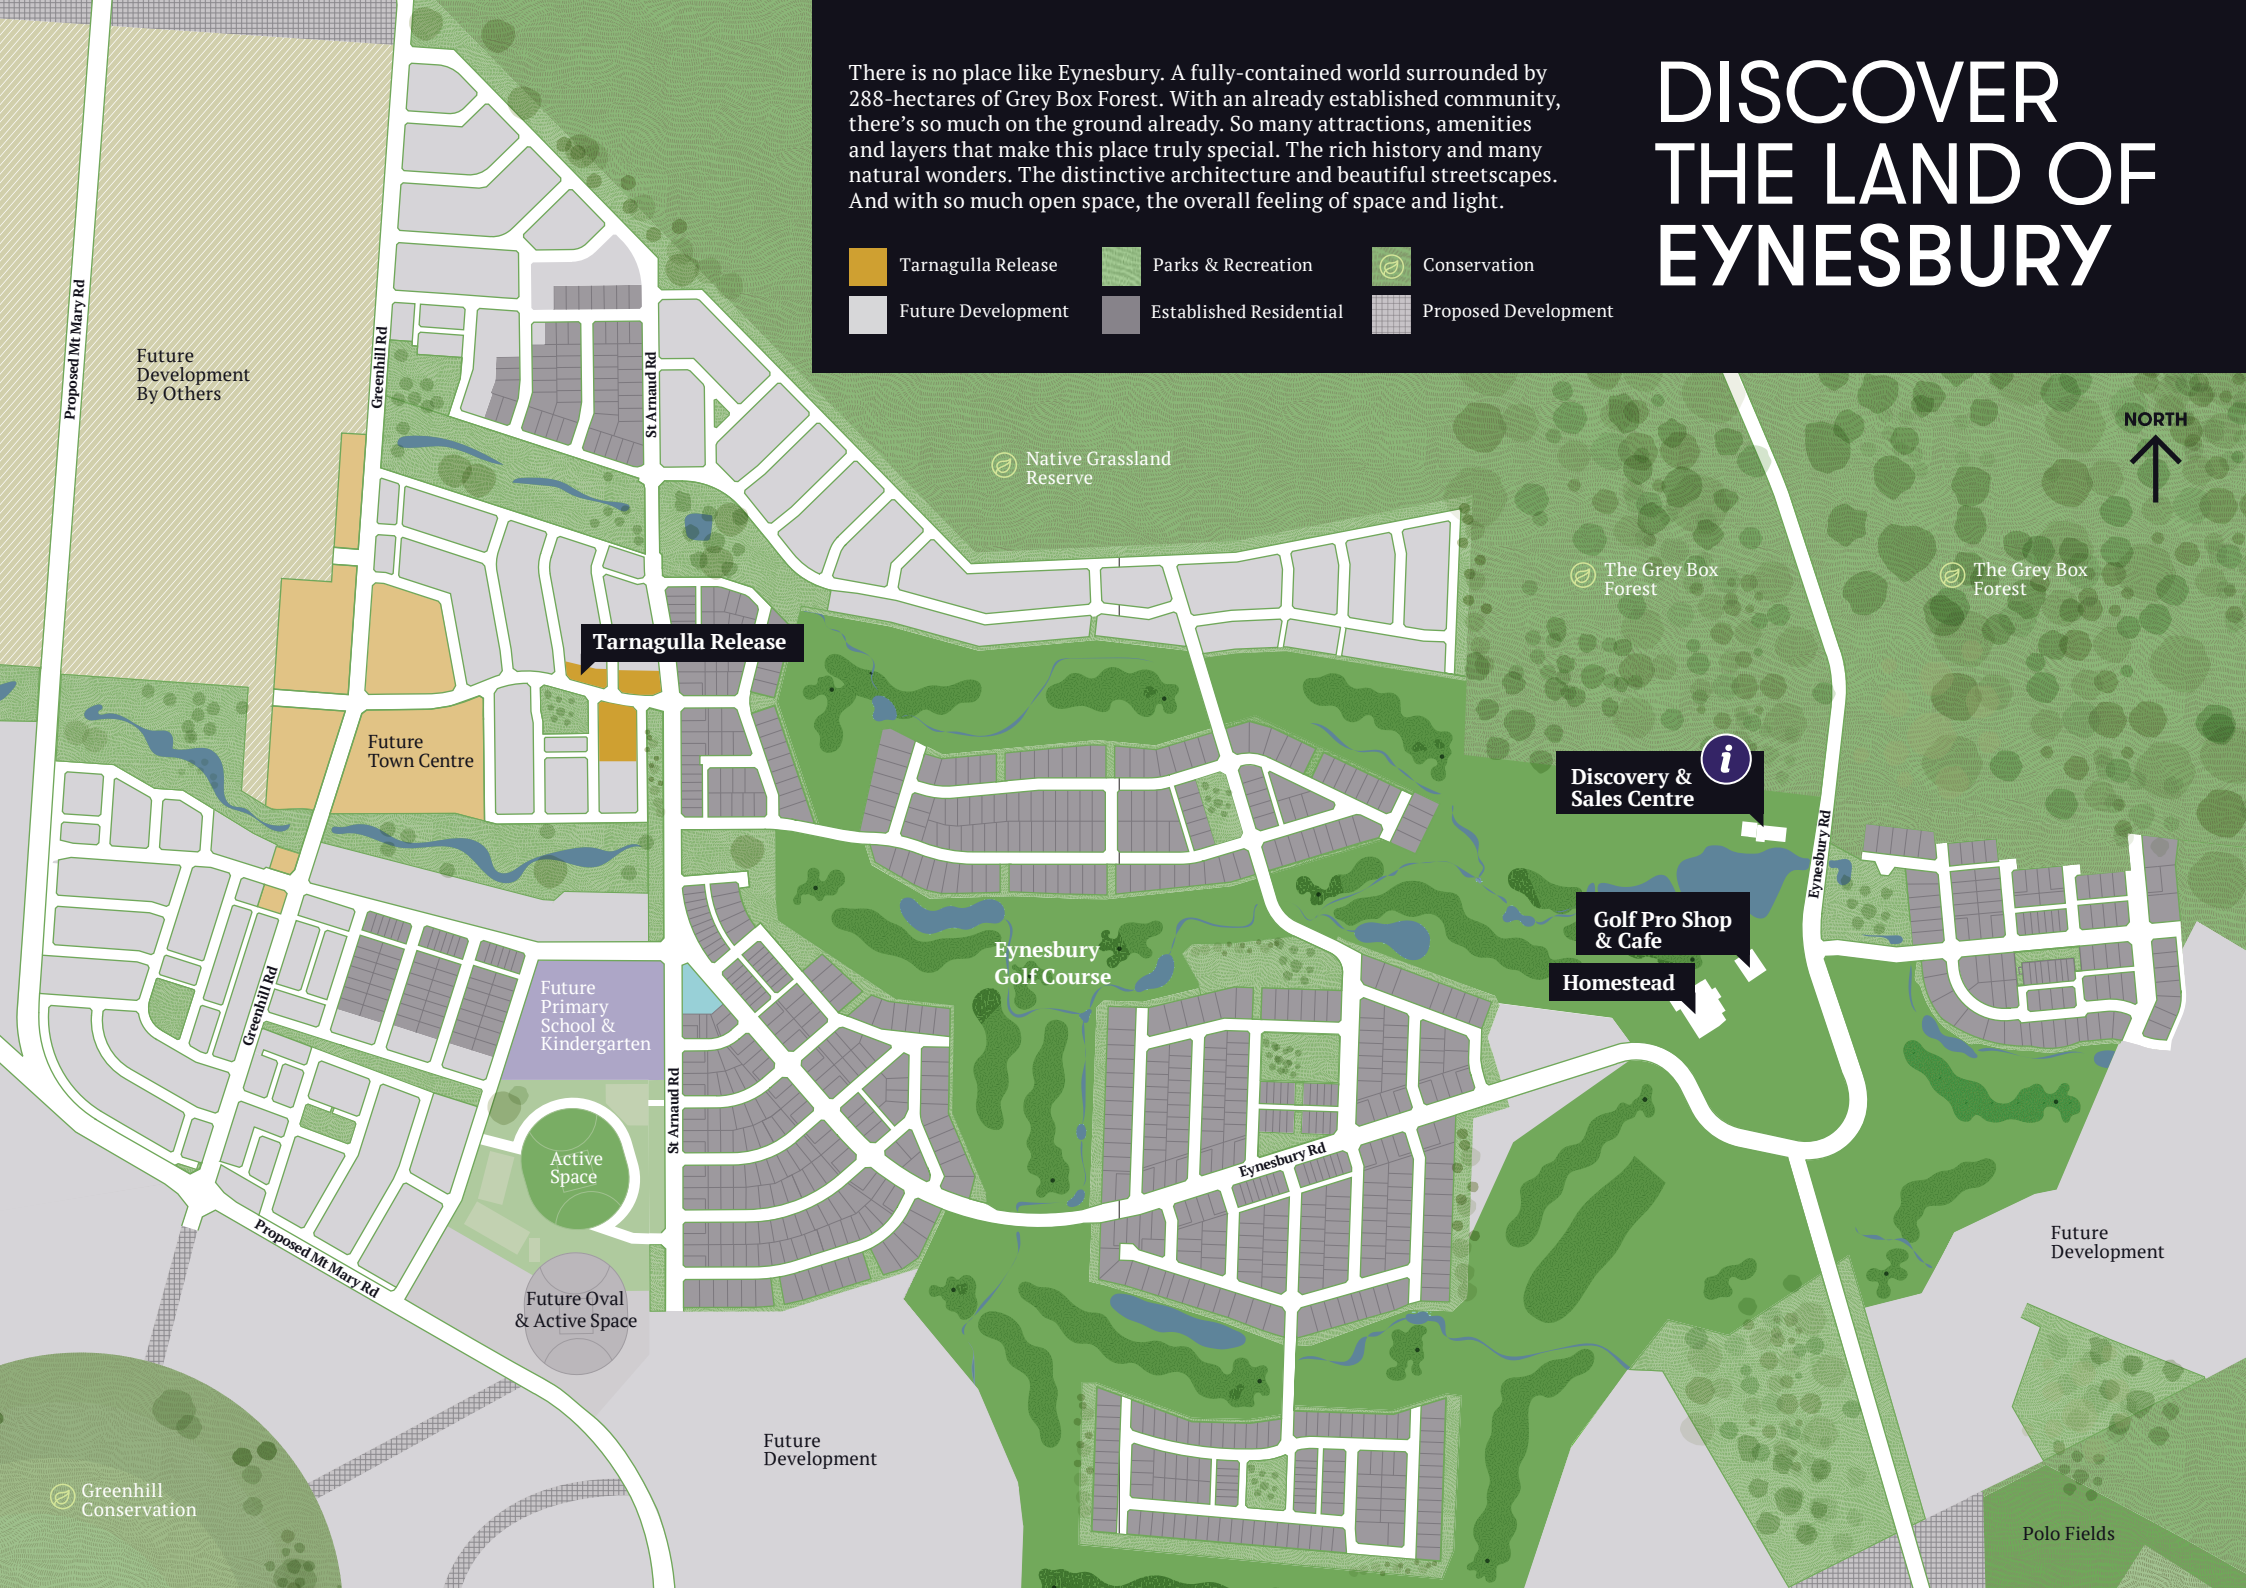 There is no place like Eynesbury. A fully-contained world surrounded by
288-hectares of Grey Box Forest. With an already established community,
there’s so much on the ground already. So many attractions, amenities
and layers that make this place truly special. The rich history and many
natural wonders. The distinctive architecture and beautiful streetscapes.
And with so much open space, the overall feeling of space and light.
DISCOVER
THE LAND OF
EYNESBURY
Tarnagulla Release
Parks & Recreation
Conservation
Future Development
Established Residential
Proposed Development
Proposed Mt Mary Rd
Future
Development
By Others
Greenhill Rd
St Arnaud Rd
Native Grassland
Reserve
NORTH
The Grey Box
Forest
The Grey Box
Forest
Tarnagulla Release
Future
Town Centre
Discovery &
Sales Centre
i
Eynesbury Rd
Golf Pro Shop
& Cafe
Homestead
Eynesbury
Golf Course
Greenhill Rd
Future
Primary
School &
Kindergarten
St Arnaud Rd
Active
Space
Eynesbury Rd
Proposed Mt Mary Rd
Future Oval
& Active Space
Future
Development
Future
Development
Greenhill
Conservation
Polo Fields